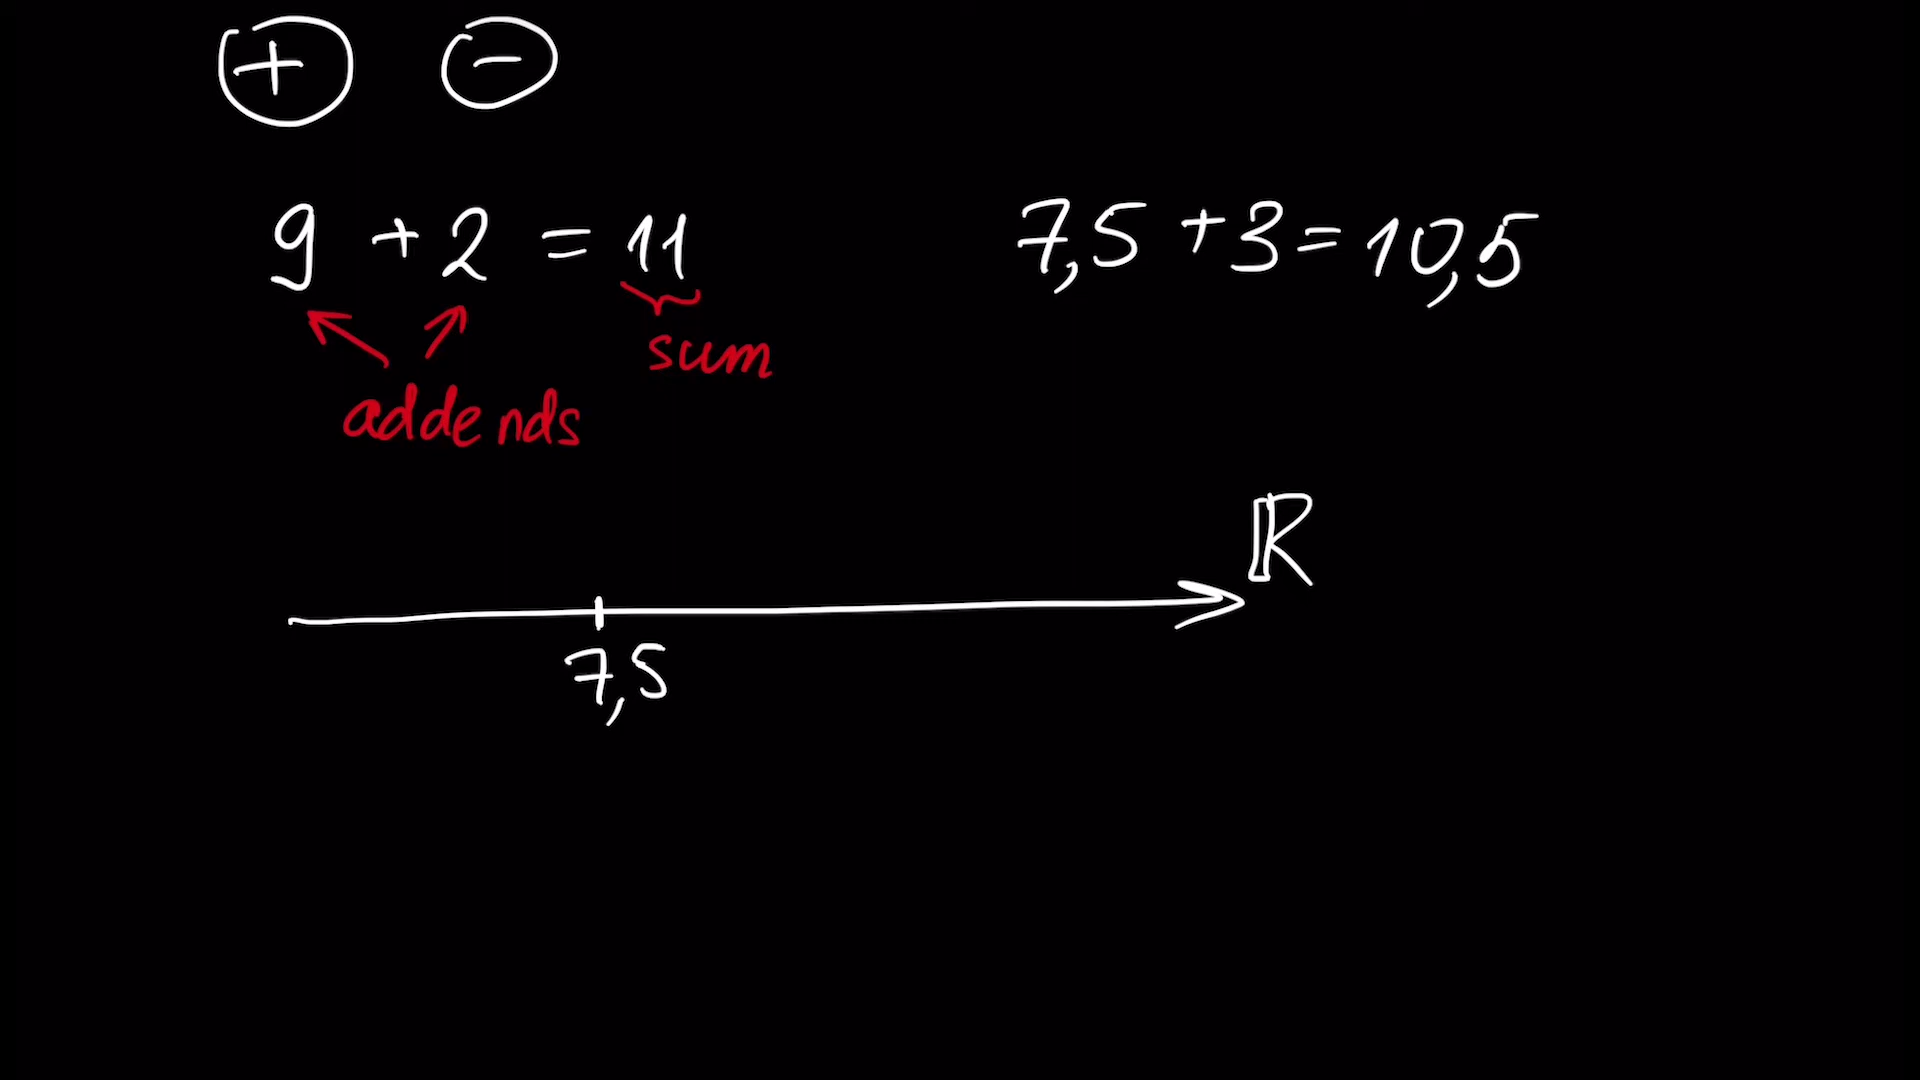 + −
9 + 2 = 11
7,5 + 3 = 10,5
sum
addends
ℝ
7,5